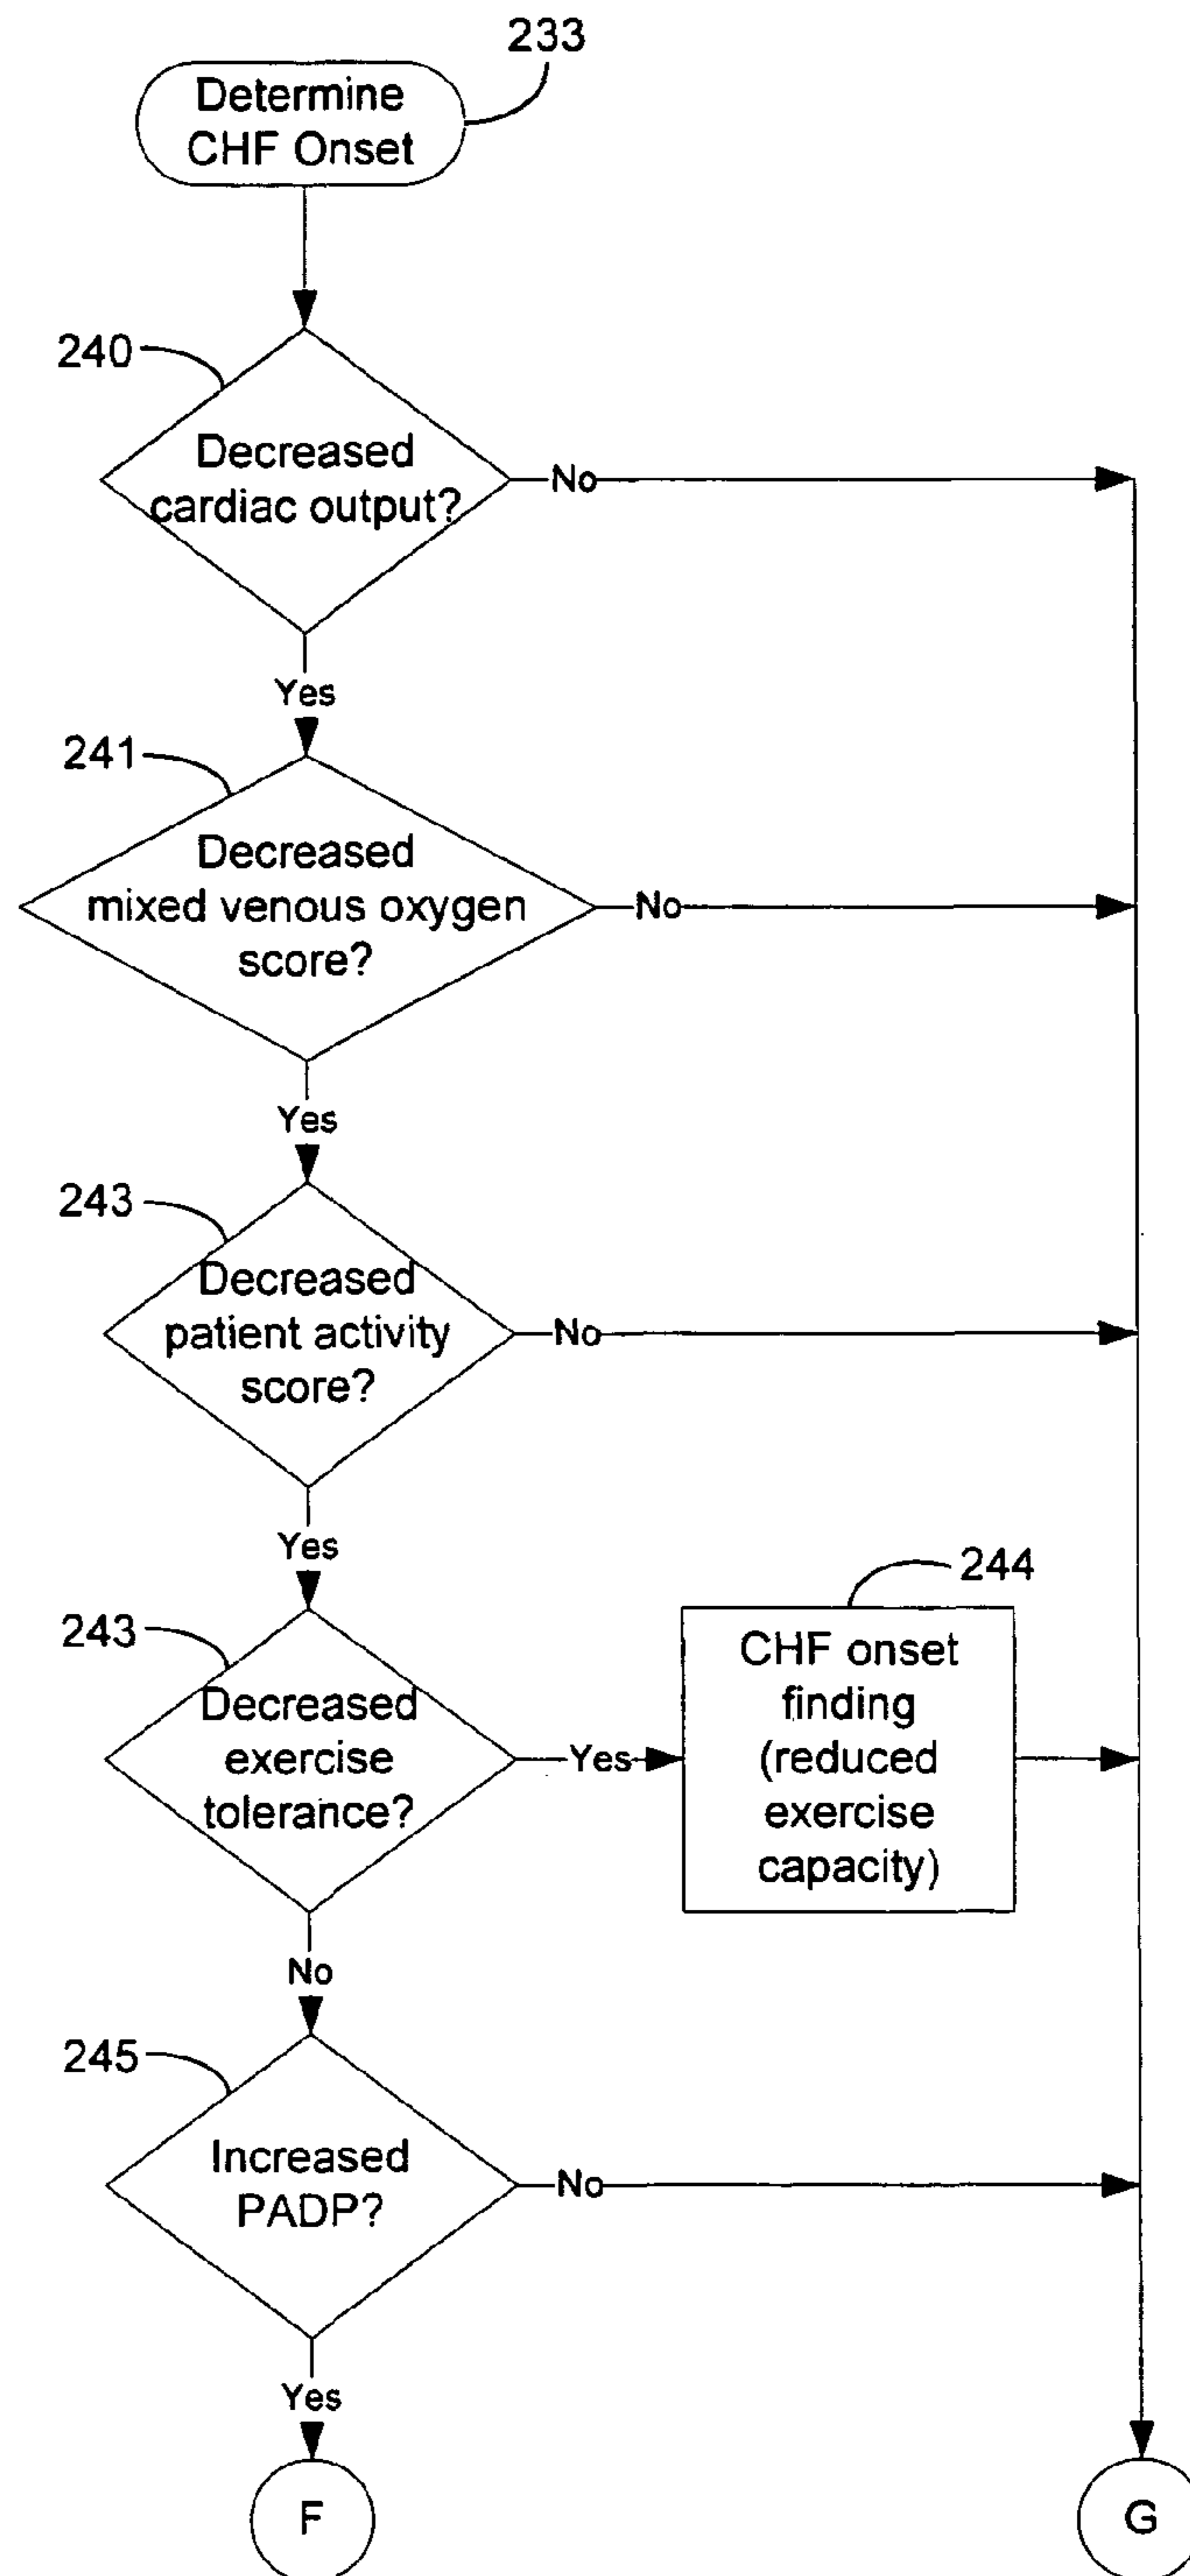 233
Determine
CHF Onset
240
Decreased
cardiac output?
No
Yes
241
Decreased
mixed venous oxygen
score?
No
Yes
243
Decreased
patient activity
score?
No
Yes
243
Decreased
exercise
tolerance?
Yes
244
CHF onset
finding
(reduced
exercise
capacity)
No
245
Increased
PADP?
No
Yes
F
G